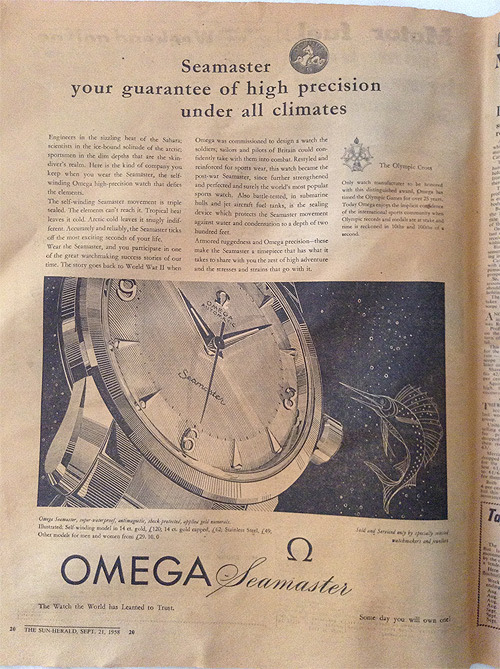 Seamaster
your guarantee of high precision
under all climates
Engineers in the sizzling heat of the Sahara;
scientists in the ice-bound solitude of the arctic,
sportsmen in the dim depths that are the skin-
diver's realm. Here is the kind of company you
keep when you wear the Seamaster, the self-
winding Omega high-precision watch that defies
the elements.
The self-winding Seamaster movement is triple
sealed. The elements can't reach it. Tropical heat
leaves it cold. Arctic cold leaves it snugly indif-
ferent. Accurately and reliably, the Seamaster ticks
off the most exciting seconds of your life.
Wear the Seamaster, and you participate in one
of the great watchmaking success stories of our
time. The story goes back to World War II when
Omega was commissioned to design a watch the
soldiers, sailors and pilots of Britain could con-
fidently take with them into combat. Restyled and
reinforced for sports wear, this watch became the
post-war Seamaster, since further strengthened
and perfected and surely the world's most popular
sports watch. Also battle-tested, in submarine
hulls and jet aircraft fuel tanks, is the sealing
device which protects the Seamaster movement
against water and condensation to a depth of two
hundred feet.
Armored ruggedness and Omega precision—these
make the Seamaster a timepiece that has what it
takes to share with you the zest of high adventure
and the stresses and strains that go with it.
The Olympic Cross
Only watch manufacturer to be honored
with this distinguished award, Omega has
timed the Olympic Games for over 25 years.
Today Omega enjoys the implicit confidence
of the international sports community when
Olympic records and medals are at stake and
time is reckoned in 10ths and 100ths of a
second.
Ω
OMEGA
AUTOMATIC
Seamaster
9
6
3
Omega Seamaster, super-waterproof, antimagnetic, shock protected, applied gold numerals.
Illustrated: Self-winding model in 14 ct. gold, £120; 14 ct. gold capped, £62; Stainless Steel, £49;
Other models for men and women from £29.10.0
Sold and Serviced only by specially selected
watchmakers and jewellers
Ω
OMEGA Seamaster
The Watch the World has Learned to Trust.
Some day you will own one!
20 THE SUN-HERALD, SEPT. 21, 1958 20
To